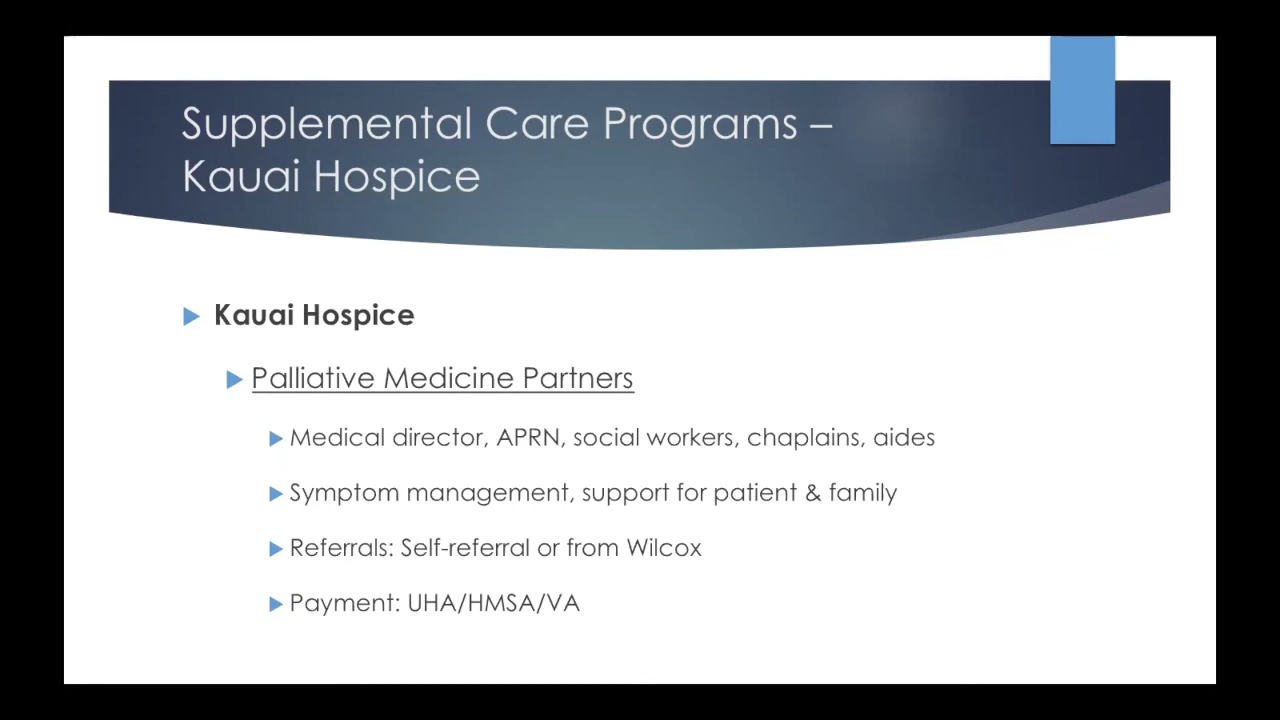 Supplemental Care Programs –
Kauai Hospice
Kauai Hospice
Palliative Medicine Partners
Medical director, APRN, social workers, chaplains, aides
Symptom management, support for patient & family
Referrals: Self-referral or from Wilcox
Payment: UHA/HMSA/VA